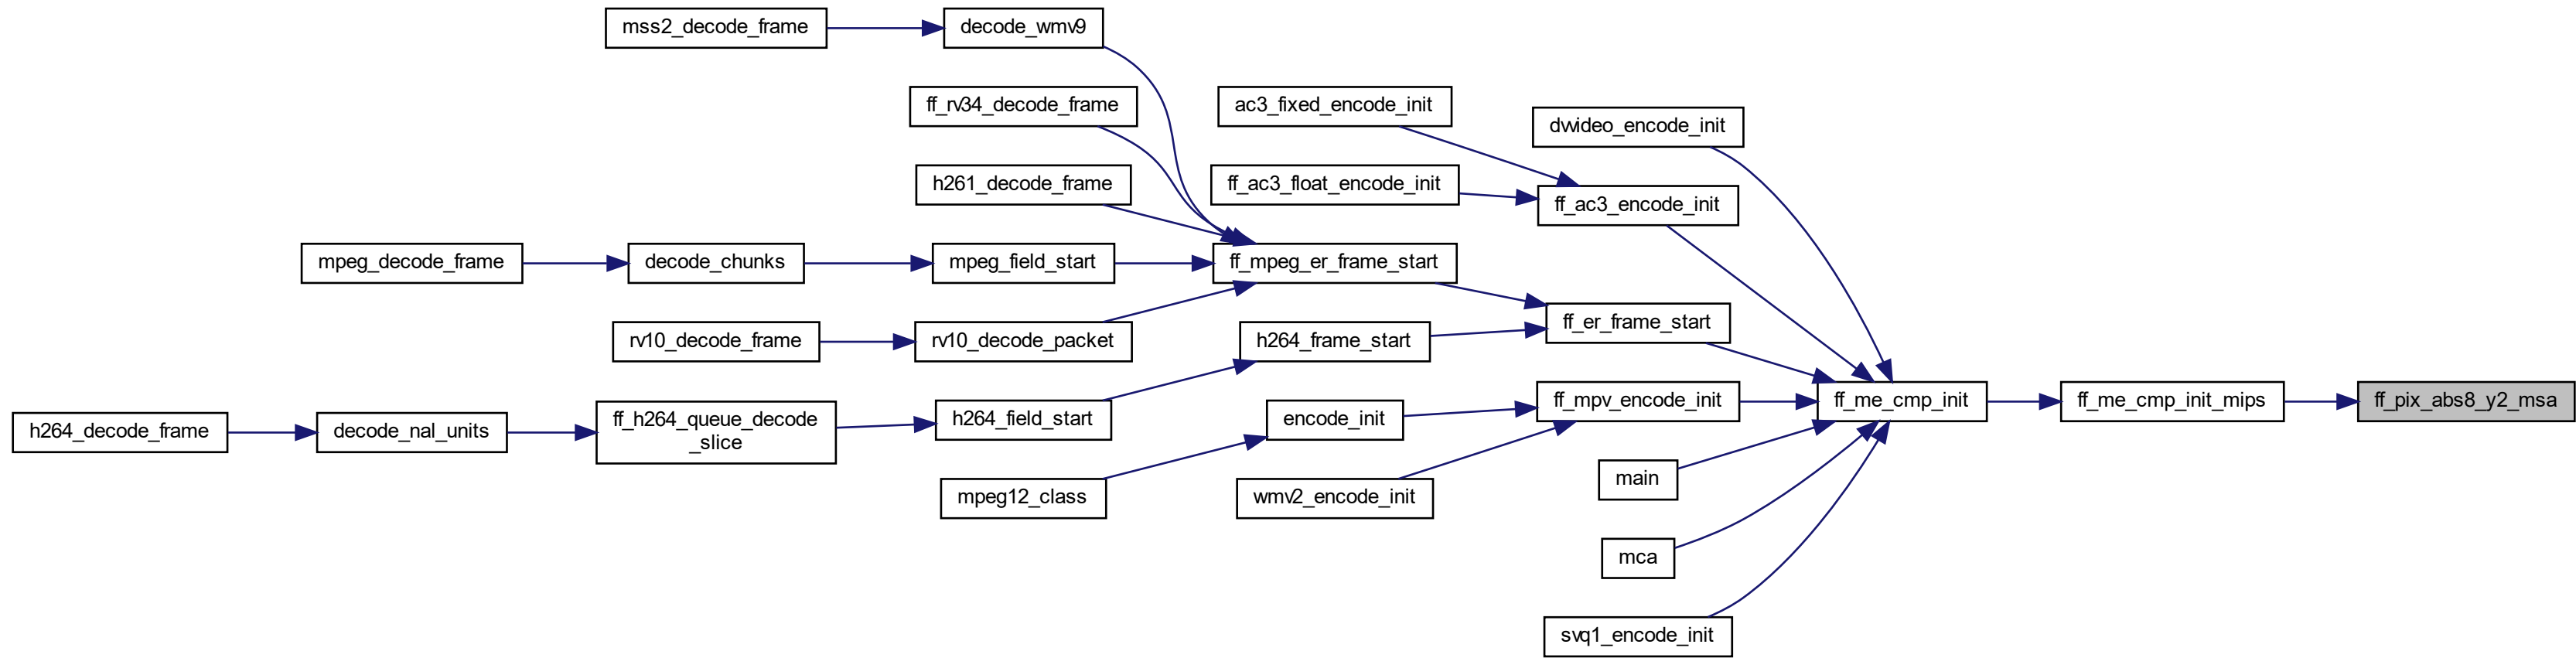 mss2_decode_frame
decode_wmv9
ff_rv34_decode_frame
ac3_fixed_encode_init
dvvideo_encode_init
h261_decode_frame
ff_ac3_float_encode_init
ff_ac3_encode_init
mpeg_decode_frame
decode_chunks
mpeg_field_start
ff_mpeg_er_frame_start
ff_er_frame_start
rv10_decode_frame
rv10_decode_packet
h264_frame_start
h264_decode_frame
decode_nal_units
ff_h264_queue_decode
_slice
h264_field_start
encode_init
ff_mpv_encode_init
ff_me_cmp_init
ff_me_cmp_init_mips
ff_pix_abs8_y2_msa
mpeg12_class
wmv2_encode_init
main
mca
svq1_encode_init